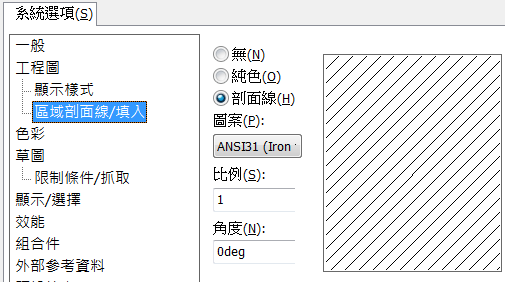 系統選項(S)
一般
工程圖
顯示樣式
區域剖面線/填入
色彩
草圖
限制條件/抓取
顯示/選擇
效能
組合件
外部參考資料
無(N)
純色(O)
剖面線(H)
圖案(P):
ANSI31 (Iron
比例(S):
1
角度(N):
0deg